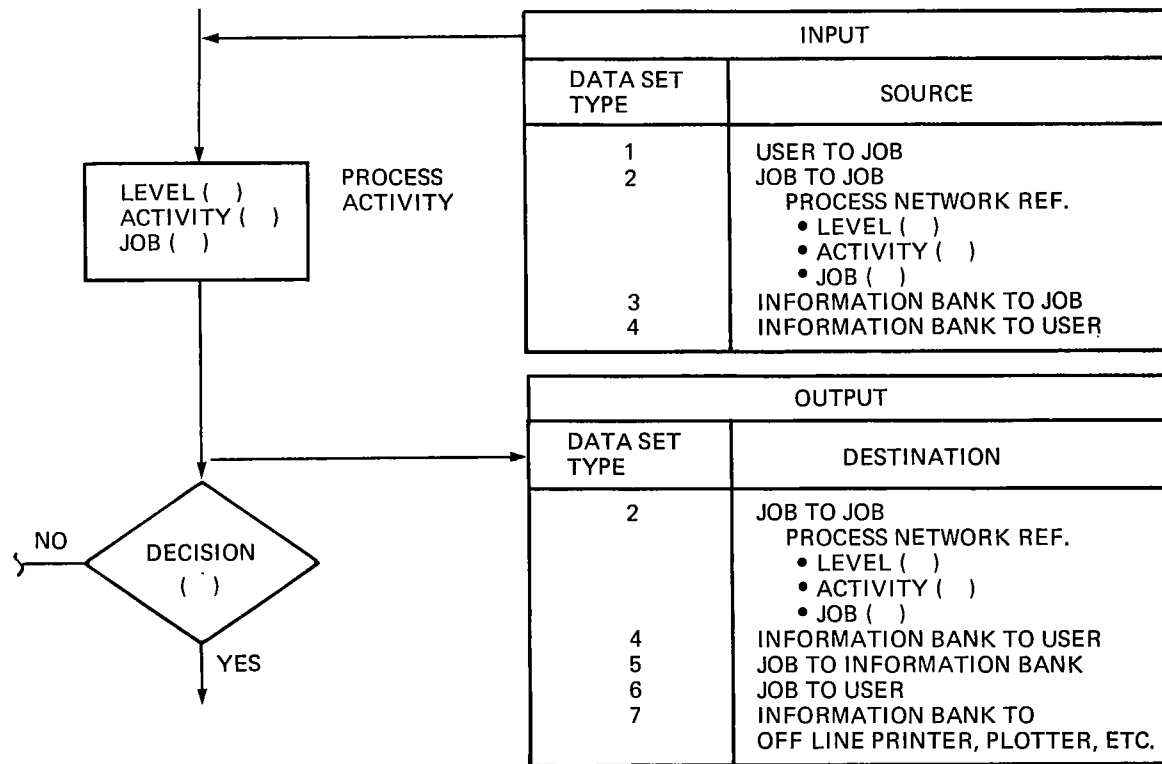 INPUT
DATA SET TYPE
SOURCE
1 USER TO JOB
2 JOB TO JOB
PROCESS NETWORK REF.
• LEVEL ( )
• ACTIVITY ( )
• JOB ( )
3 INFORMATION BANK TO JOB
4 INFORMATION BANK TO USER
LEVEL ( )
ACTIVITY ( )
JOB ( )
PROCESS
ACTIVITY
OUTPUT
DATA SET
TYPE
DESTINATION
2 JOB TO JOB
PROCESS NETWORK REF.
• LEVEL ( )
• ACTIVITY ( )
• JOB ( )
4 INFORMATION BANK TO USER
5 JOB TO INFORMATION BANK
6 JOB TO USER
7 INFORMATION BANK TO
OFF LINE PRINTER, PLOTTER, ETC.
NO
DECISION
( )
YES